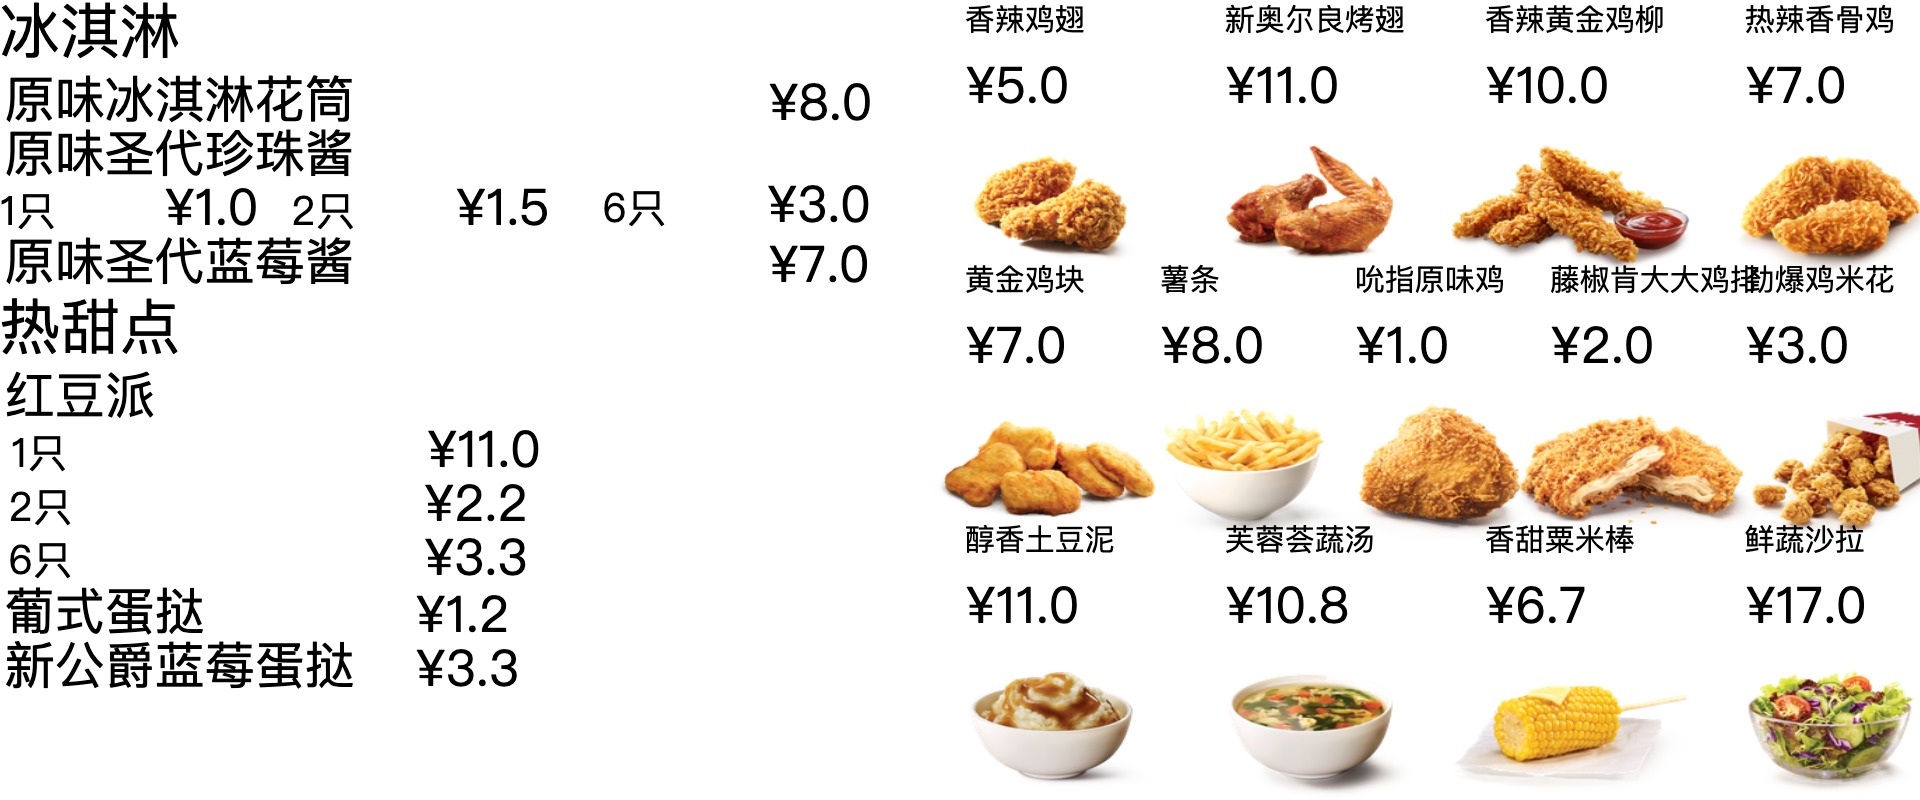 冰淇淋
原味冰淇淋花筒 ¥8.0
原味圣代珍珠酱
1只 ¥1.0 2只 ¥1.5 6只 ¥3.0
原味圣代蓝莓酱 ¥7.0
热甜点
红豆派
1只 ¥11.0
2只 ¥2.2
6只 ¥3.3
葡式蛋挞 ¥1.2
新公爵蓝莓蛋挞 ¥3.3
香辣鸡翅 新奥尔良烤翅 香辣黄金鸡柳 热辣香骨鸡
¥5.0 ¥11.0 ¥10.0 ¥7.0
黄金鸡块 薯条 吮指原味鸡 藤椒肯大大鸡排 劲爆鸡米花
¥7.0 ¥8.0 ¥1.0 ¥2.0 ¥3.0
醇香土豆泥 芙蓉荟蔬汤 香甜粟米棒 鲜蔬沙拉
¥11.0 ¥10.8 ¥6.7 ¥17.0